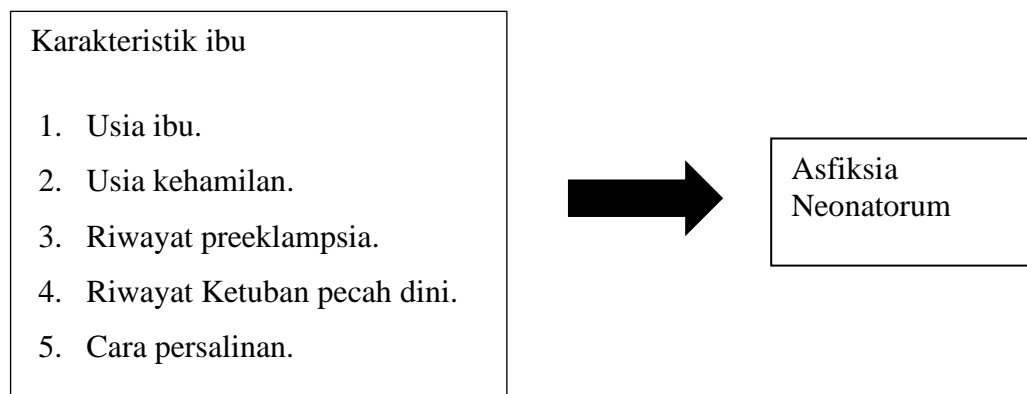 Karakteristik ibu
1. Usia ibu.
2. Usia kehamilan.
3. Riwayat preeklampsia.
4. Riwayat Ketuban pecah dini.
5. Cara persalinan.
Asfiksia
Neonatorum